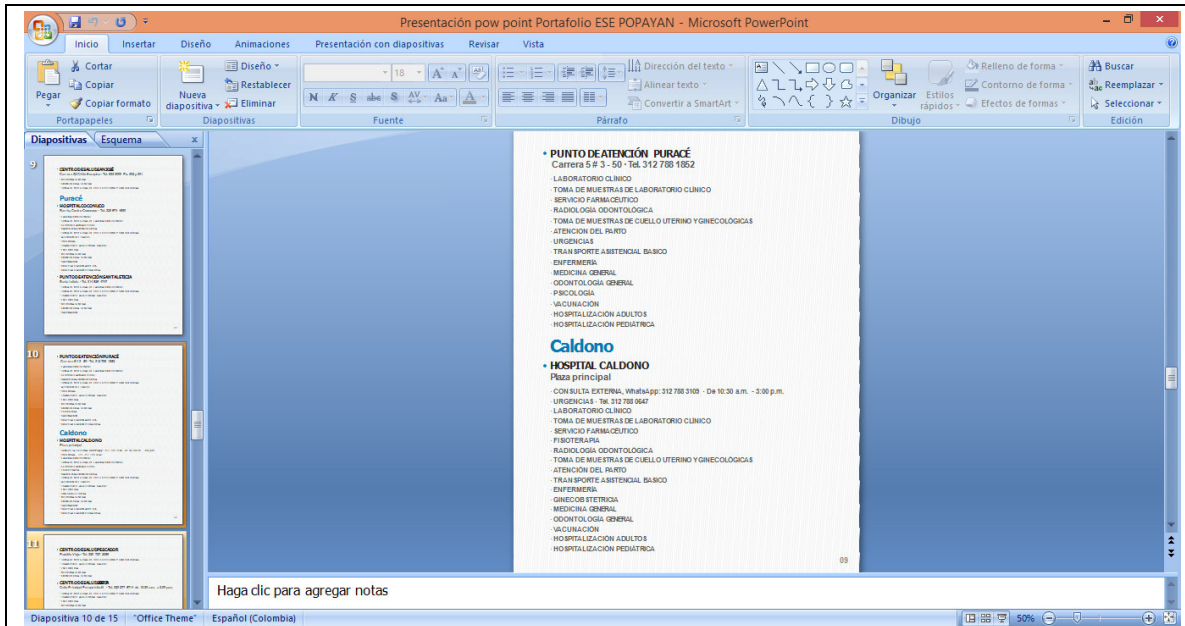 Presentación pow point Portafolio ESE POPAYAN - Microsoft PowerPoint
Inicio Insertar Diseño Animaciones Presentación con diapositivas Revisar Vista
Pegar
Cortar
Copiar
Copiar formato
Portapapeles
Nueva diapositiva
Diseño
Restablecer
Eliminar
Diapositivas
18
Fuente
Dirección del texto
Alinear texto
Convertir a SmartArt
Párrafo
Organizar
Estilos rápidos
Relleno de forma
Contorno de forma
Efectos de formas
Dibujo
Buscar
Reemplazar
Seleccionar
Edición
Diapositivas Esquema x
9
Puracé
10
Caldono
11
• PUNTO DE ATENCIÓN PURACÉ
Carrera 5 # 3 - 50 · Tel. 312 788 1852
· LABORATORIO CLÍNICO
· TOMA DE MUESTRAS DE LABORATORIO CLÍNICO
· SERVICIO FARMACÉUTICO
· RADIOLOGÍA ODONTOLÓGICA
· TOMA DE MUESTRAS DE CUELLO UTERINO Y GINECOLÓGICAS
· ATENCION DEL PARTO
· URGENCIAS
· TRANSPORTE ASISTENCIAL BASICO
· ENFERMERÍA
· MEDICINA GENERAL
· ODONTOLOGÍA GENERAL
· PSICOLOGÍA
· VACUNACIÓN
· HOSPITALIZACIÓN ADULTOS
· HOSPITALIZACIÓN PEDIÁTRICA
Caldono
• HOSPITAL CALDONO
Plaza principal
· CONSULTA EXTERNA, WhatsApp: 312 788 3109 - De 10:30 a.m. - 3:00 p.m.
· URGENCIAS - Tel. 312 788 0647
· LABORATORIO CLÍNICO
· TOMA DE MUESTRAS DE LABORATORIO CLÍNICO
· SERVICIO FARMACÉUTICO
· FISIOTERAPIA
· RADIOLOGÍA ODONTOLÓGICA
· TOMA DE MUESTRAS DE CUELLO UTERINO Y GINECOLÓGICAS
· ATENCIÓN DEL PARTO
· TRANSPORTE ASISTENCIAL BASICO
· ENFERMERÍA
· GINECOBSTETRICIA
· MEDICINA GENERAL
· ODONTOLOGÍA GENERAL
· VACUNACIÓN
· HOSPITALIZACIÓN ADULTOS
· HOSPITALIZACIÓN PEDIÁTRICA
09
Haga clic para agregar notas
Diapositiva 10 de 15 "Office Theme" Español (Colombia) 50%